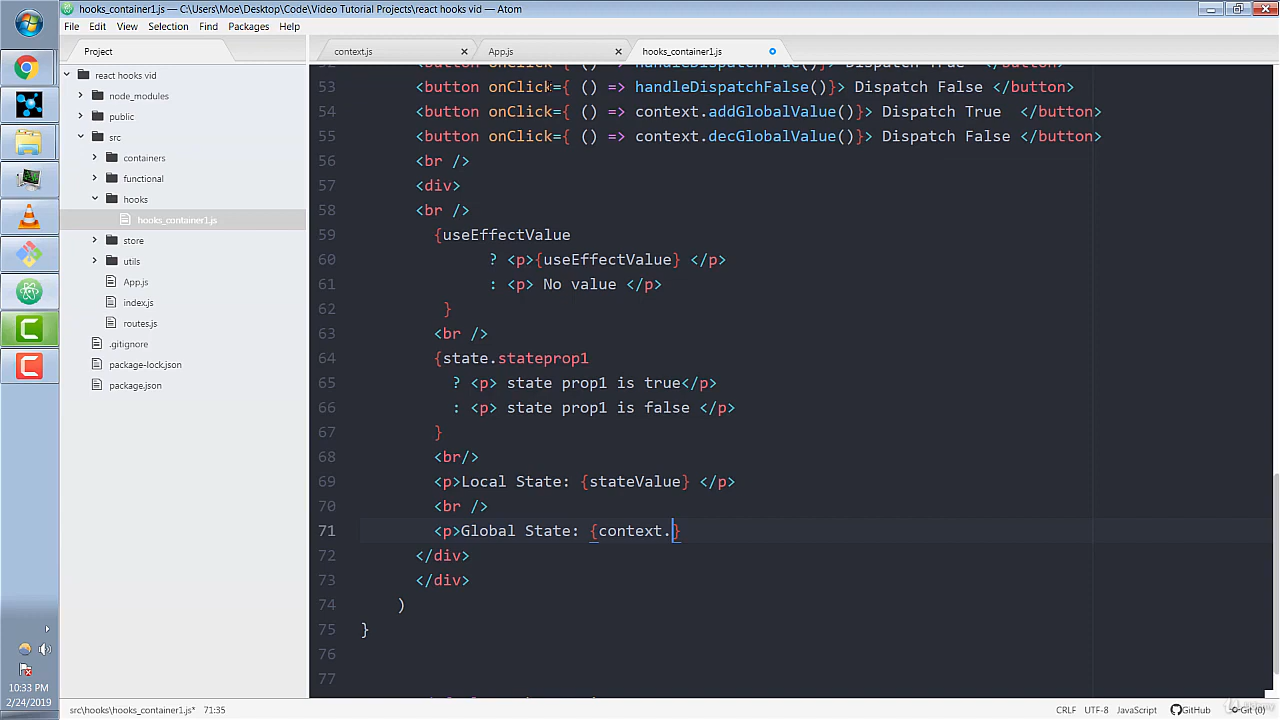 hooks_container1.js — C:\Users\Moe\Desktop\Code\Video Tutorial Projects\react hooks vid — Atom
File Edit View Selection Find Packages Help
Project
context.js
App.js
hooks_container1.js
react hooks vid
node_modules
public
src
containers
functional
hooks
hooks_container1.js
store
utils
App.js
index.js
routes.js
.gitignore
package-lock.json
package.json
53 <button onClick={ () => handleDispatchFalse()}> Dispatch False </button>
54 <button onClick={ () => context.addGlobalValue()}> Dispatch True </button>
55 <button onClick={ () => context.decGlobalValue()}> Dispatch False </button>
56 <br />
57 <div>
58 <br />
59 {useEffectValue
60 ? <p>{useEffectValue} </p>
61 : <p> No value </p>
62 }
63 <br />
64 {state.stateprop1
65 ? <p> state prop1 is true</p>
66 : <p> state prop1 is false </p>
67 }
68 <br/>
69 <p>Local State: {stateValue} </p>
70 <br />
71 <p>Global State: {context.}
72 </div>
73 </div>
74 )
75 }
76
77
10:33 PM
2/24/2019
src\hooks\hooks_container1.js* 71:35
CRLF UTF-8 JavaScript GitHub Git (0)